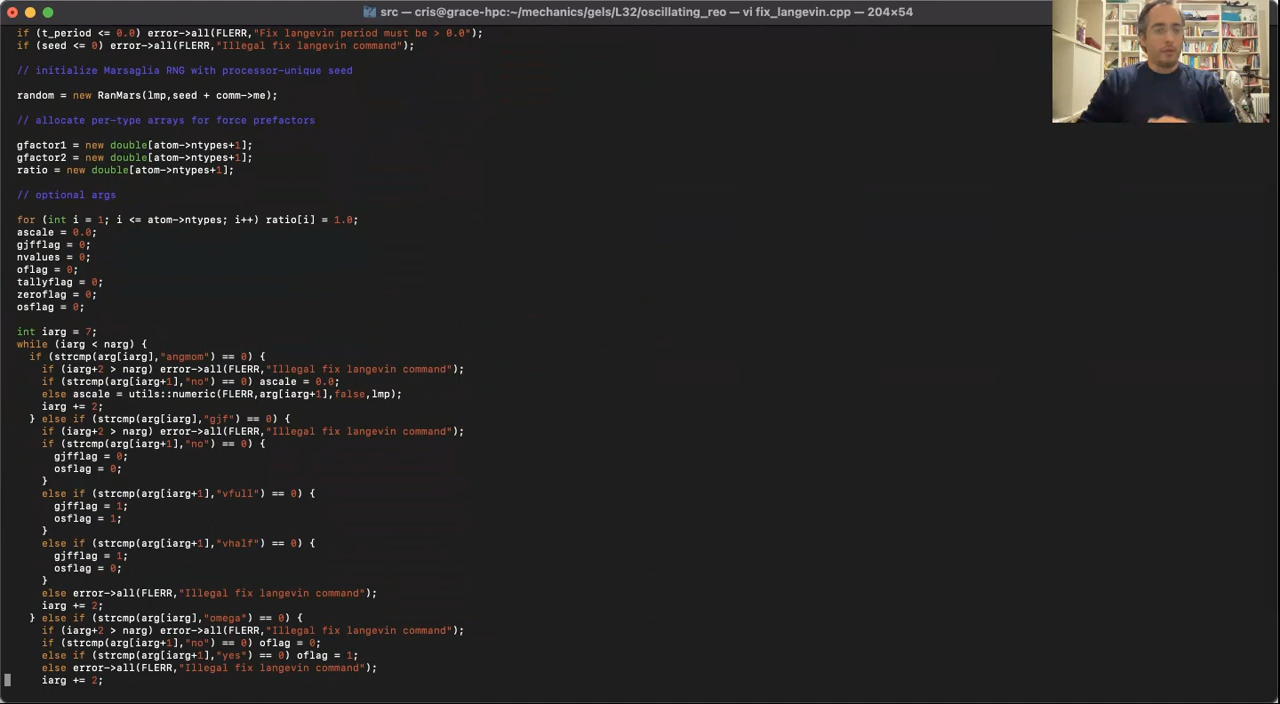 src — cris@grace-hpc:~/mechanics/gels/L32/oscillating_reo — vi fix_langevin.cpp — 204×54
if (t_period <= 0.0) error->all(FLERR,"Fix langevin period must be > 0.0");
if (seed <= 0) error->all(FLERR,"Illegal fix langevin command");
// initialize Marsaglia RNG with processor-unique seed
random = new RanMars(lmp,seed + comm->me);
// allocate per-type arrays for force prefactors
gfactor1 = new double[atom->ntypes+1];
gfactor2 = new double[atom->ntypes+1];
ratio = new double[atom->ntypes+1];
// optional args
for (int i = 1; i <= atom->ntypes; i++) ratio[i] = 1.0;
ascale = 0.0;
gjfflag = 0;
nvalues = 0;
oflag = 0;
tallyflag = 0;
zeroflag = 0;
osflag = 0;
int iarg = 7;
while (iarg < narg) {
if (strcmp(arg[iarg],"angmom") == 0) {
if (iarg+2 > narg) error->all(FLERR,"Illegal fix langevin command");
if (strcmp(arg[iarg+1],"no") == 0) ascale = 0.0;
else ascale = utils::numeric(FLERR,arg[iarg+1],false,lmp);
iarg += 2;
} else if (strcmp(arg[iarg],"gjf") == 0) {
if (iarg+2 > narg) error->all(FLERR,"Illegal fix langevin command");
if (strcmp(arg[iarg+1],"no") == 0) {
gjfflag = 0;
osflag = 0;
}
else if (strcmp(arg[iarg+1],"vfull") == 0) {
gjfflag = 1;
osflag = 1;
}
else if (strcmp(arg[iarg+1],"vhalf") == 0) {
gjfflag = 1;
osflag = 0;
}
else error->all(FLERR,"Illegal fix langevin command");
iarg += 2;
} else if (strcmp(arg[iarg],"omega") == 0) {
if (iarg+2 > narg) error->all(FLERR,"Illegal fix langevin command");
if (strcmp(arg[iarg+1],"no") == 0) oflag = 0;
else if (strcmp(arg[iarg+1],"yes") == 0) oflag = 1;
else error->all(FLERR,"Illegal fix langevin command");
iarg += 2;